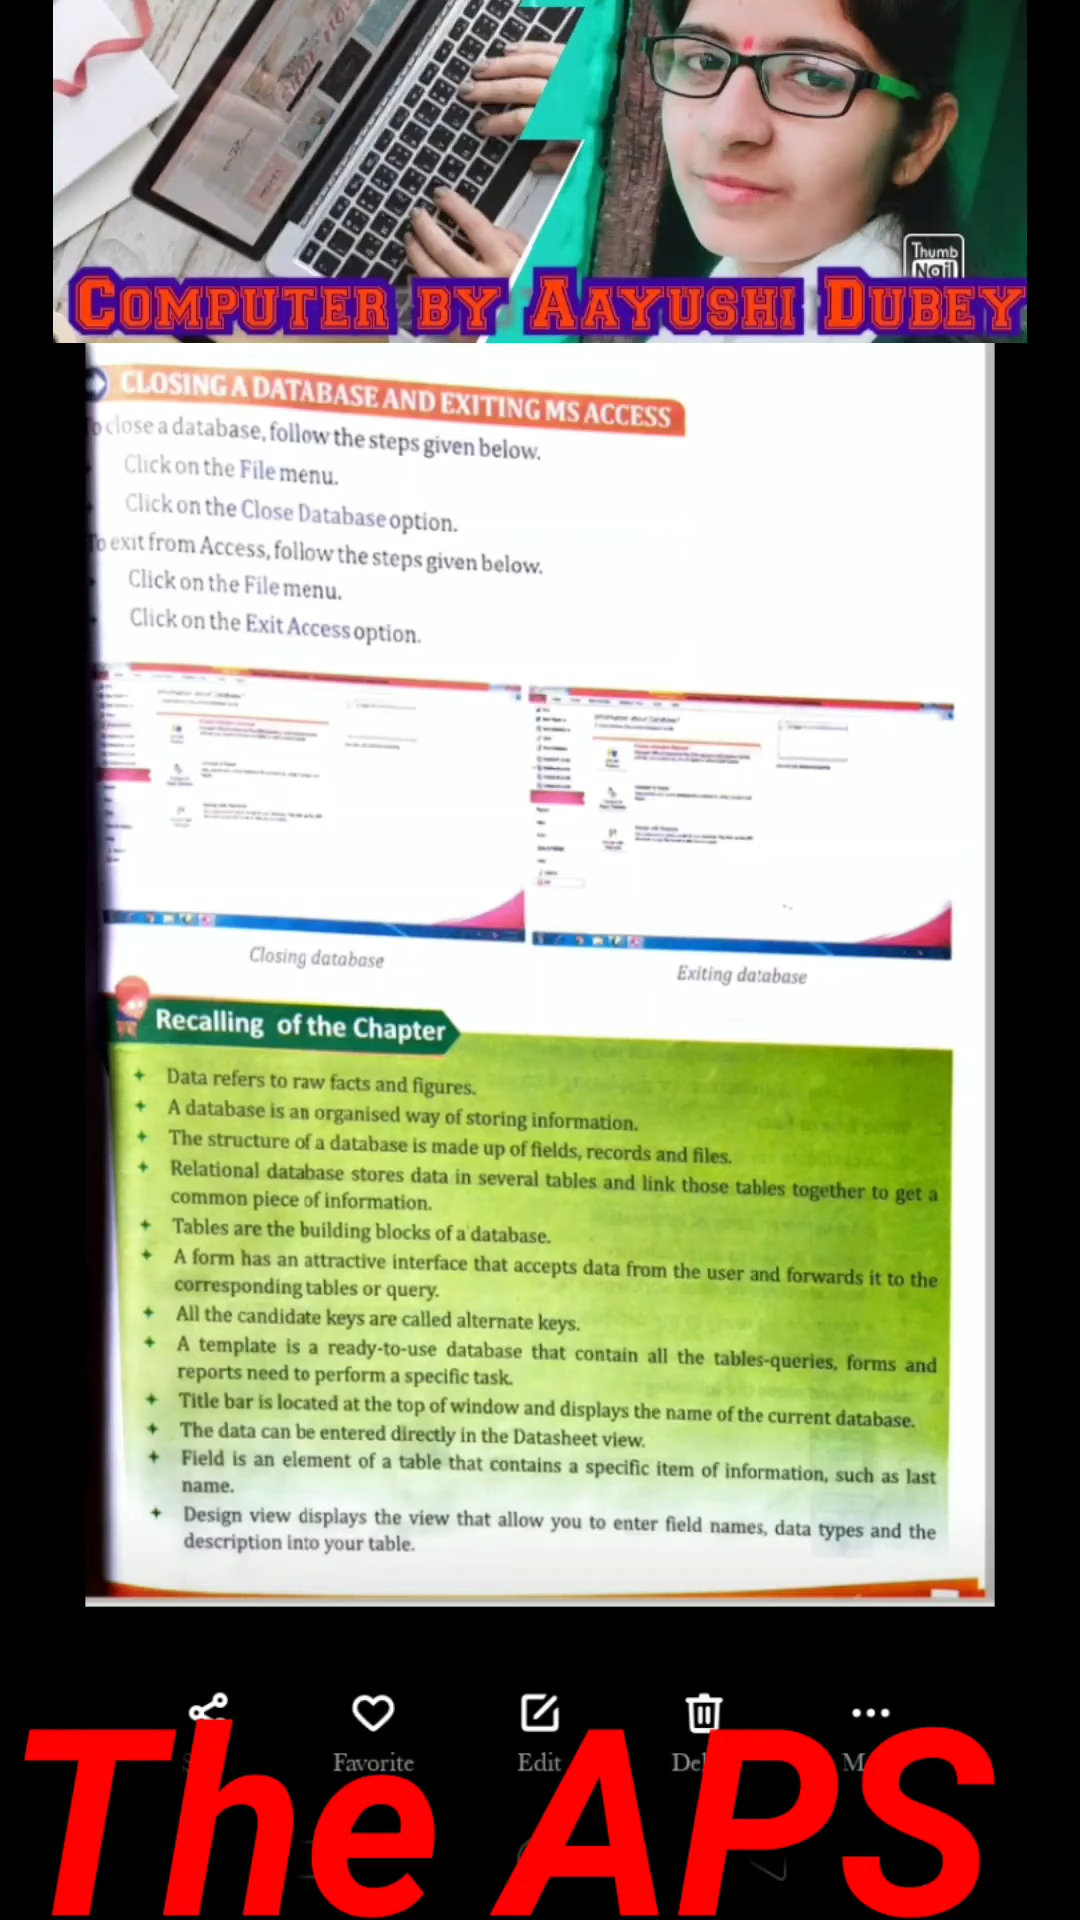 Thumb
Nail
COMPUTER BY AAYUSHI DUBEY
CLOSING A DATABASE AND EXITING MS ACCESS
To close a database, follow the steps given below.
Click on the File menu.
Click on the Close Database option.
To exit from Access, follow the steps given below.
Click on the File menu.
Click on the Exit Access option.
Closing database
Exiting database
Recalling of the Chapter
Data refers to raw facts and figures.
A database is an organised way of storing information.
The structure of a database is made up of fields, records and files.
Relational database stores data in several tables and link those tables together to get a
common piece of information.
Tables are the building blocks of a database.
A form has an attractive interface that accepts data from the user and forwards it to the
corresponding tables or query.
All the candidate keys are called alternate keys.
A template is a ready-to-use database that contain all the tables-queries, forms and
reports need to perform a specific task.
Title bar is located at the top of window and displays the name of the current database.
The data can be entered directly in the Datasheet view.
Field is an element of a table that contains a specific item of information, such as last
name.
Design view displays the view that allow you to enter field names, data types and the
description into your table.
Favorite Edit
The APS